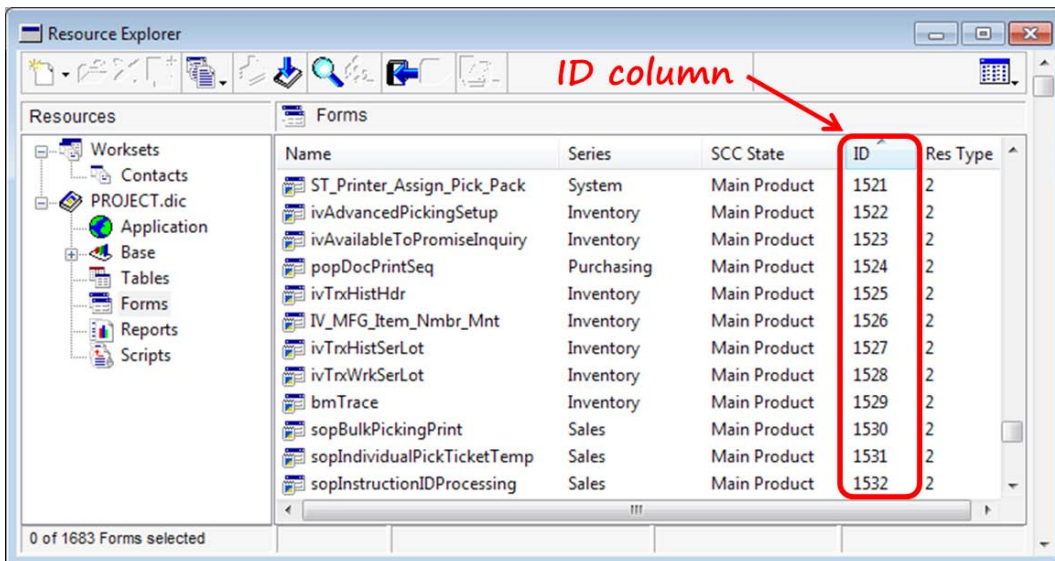 Resource Explorer
ID column
Resources
Forms
Worksets
Contacts
PROJECT.dic
Application
Base
Tables
Forms
Reports
Scripts
Name Series SCC State ID Res Type
ST_Printer_Assign_Pick_Pack System Main Product 1521 2
ivAdvancedPickingSetup Inventory Main Product 1522 2
ivAvailableToPromiseInquiry Inventory Main Product 1523 2
popDocPrintSeq Purchasing Main Product 1524 2
ivTrxHistHdr Inventory Main Product 1525 2
IV_MFG_Item_Nmbr_Mnt Inventory Main Product 1526 2
ivTrxHistSerLot Inventory Main Product 1527 2
ivTrxWrkSerLot Inventory Main Product 1528 2
bmTrace Inventory Main Product 1529 2
sopBulkPickingPrint Sales Main Product 1530 2
sopIndividualPickTicketTemp Sales Main Product 1531 2
sopInstructionIDProcessing Sales Main Product 1532 2
0 of 1683 Forms selected